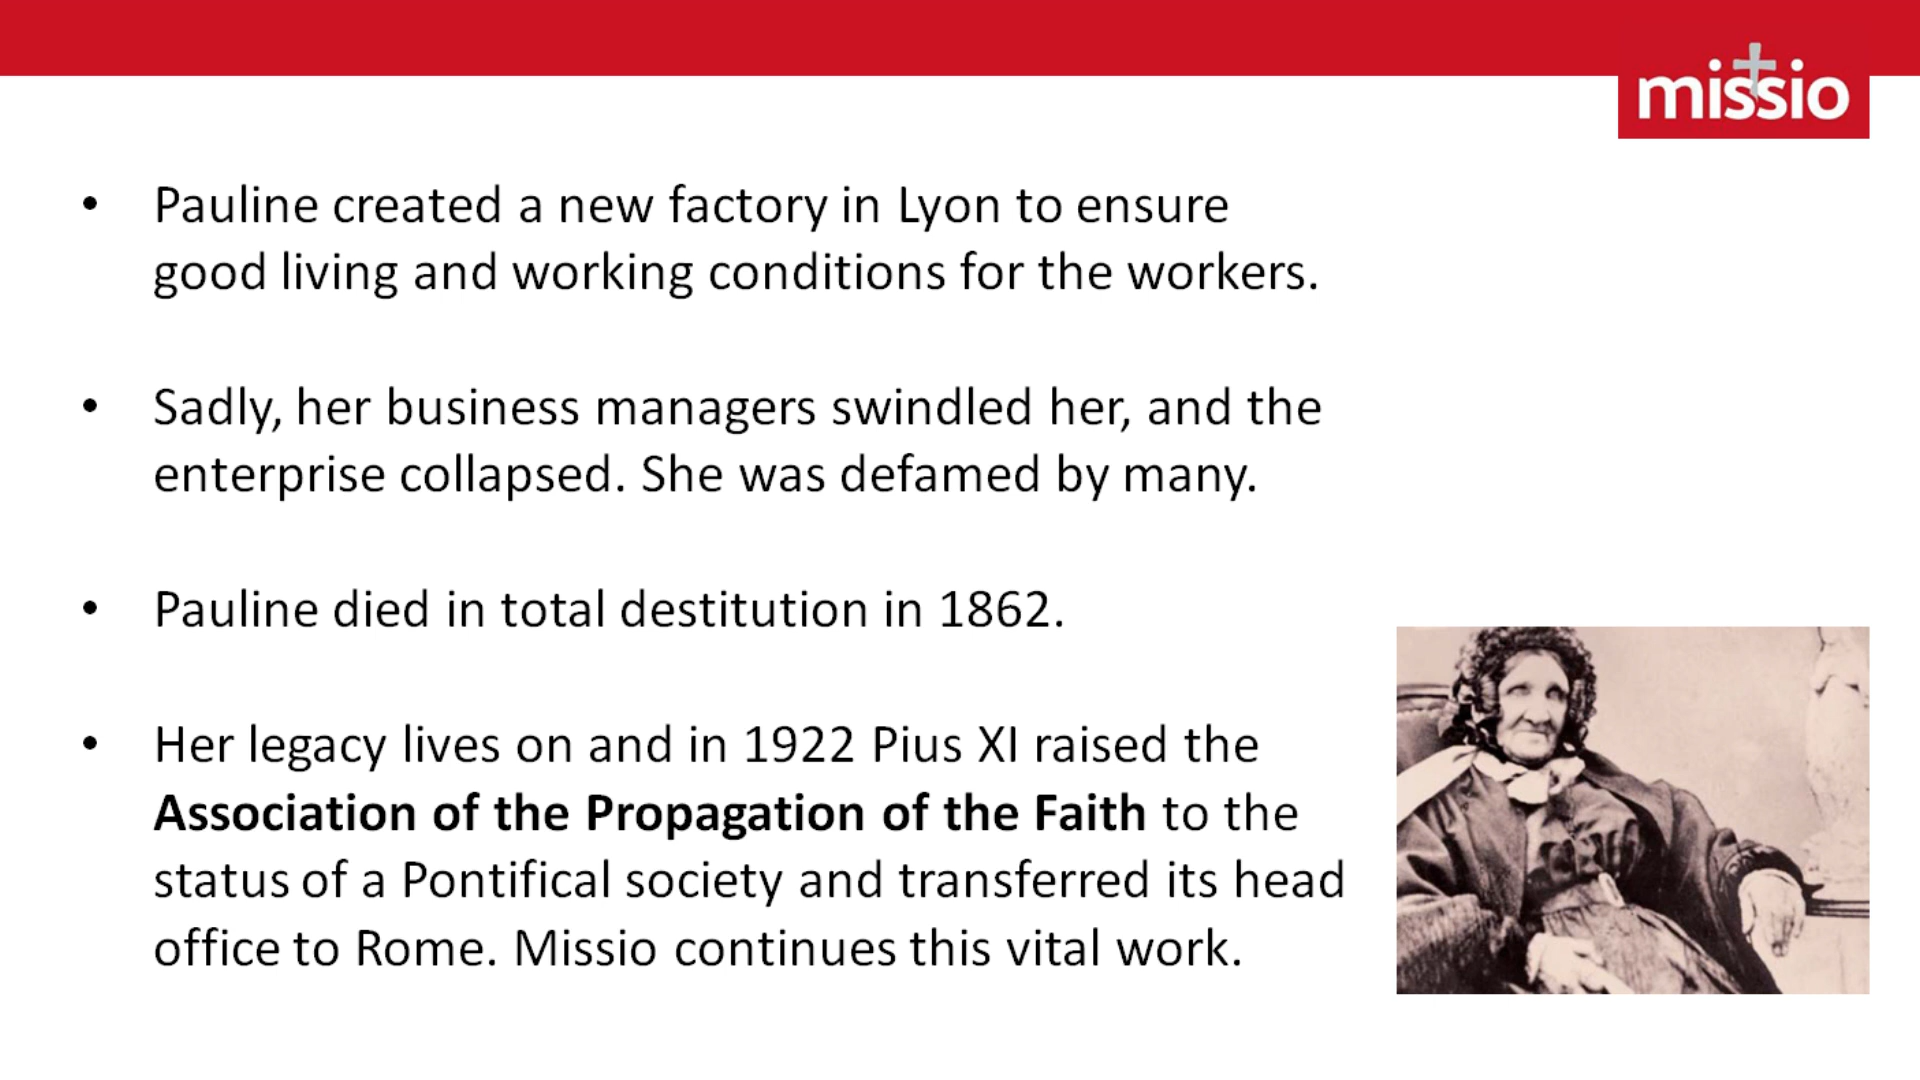 missio
• Pauline created a new factory in Lyon to ensure
good living and working conditions for the workers.
• Sadly, her business managers swindled her, and the
enterprise collapsed. She was defamed by many.
• Pauline died in total destitution in 1862.
• Her legacy lives on and in 1922 Pius XI raised the
Association of the Propagation of the Faith to the
status of a Pontifical society and transferred its head
office to Rome. Missio continues this vital work.